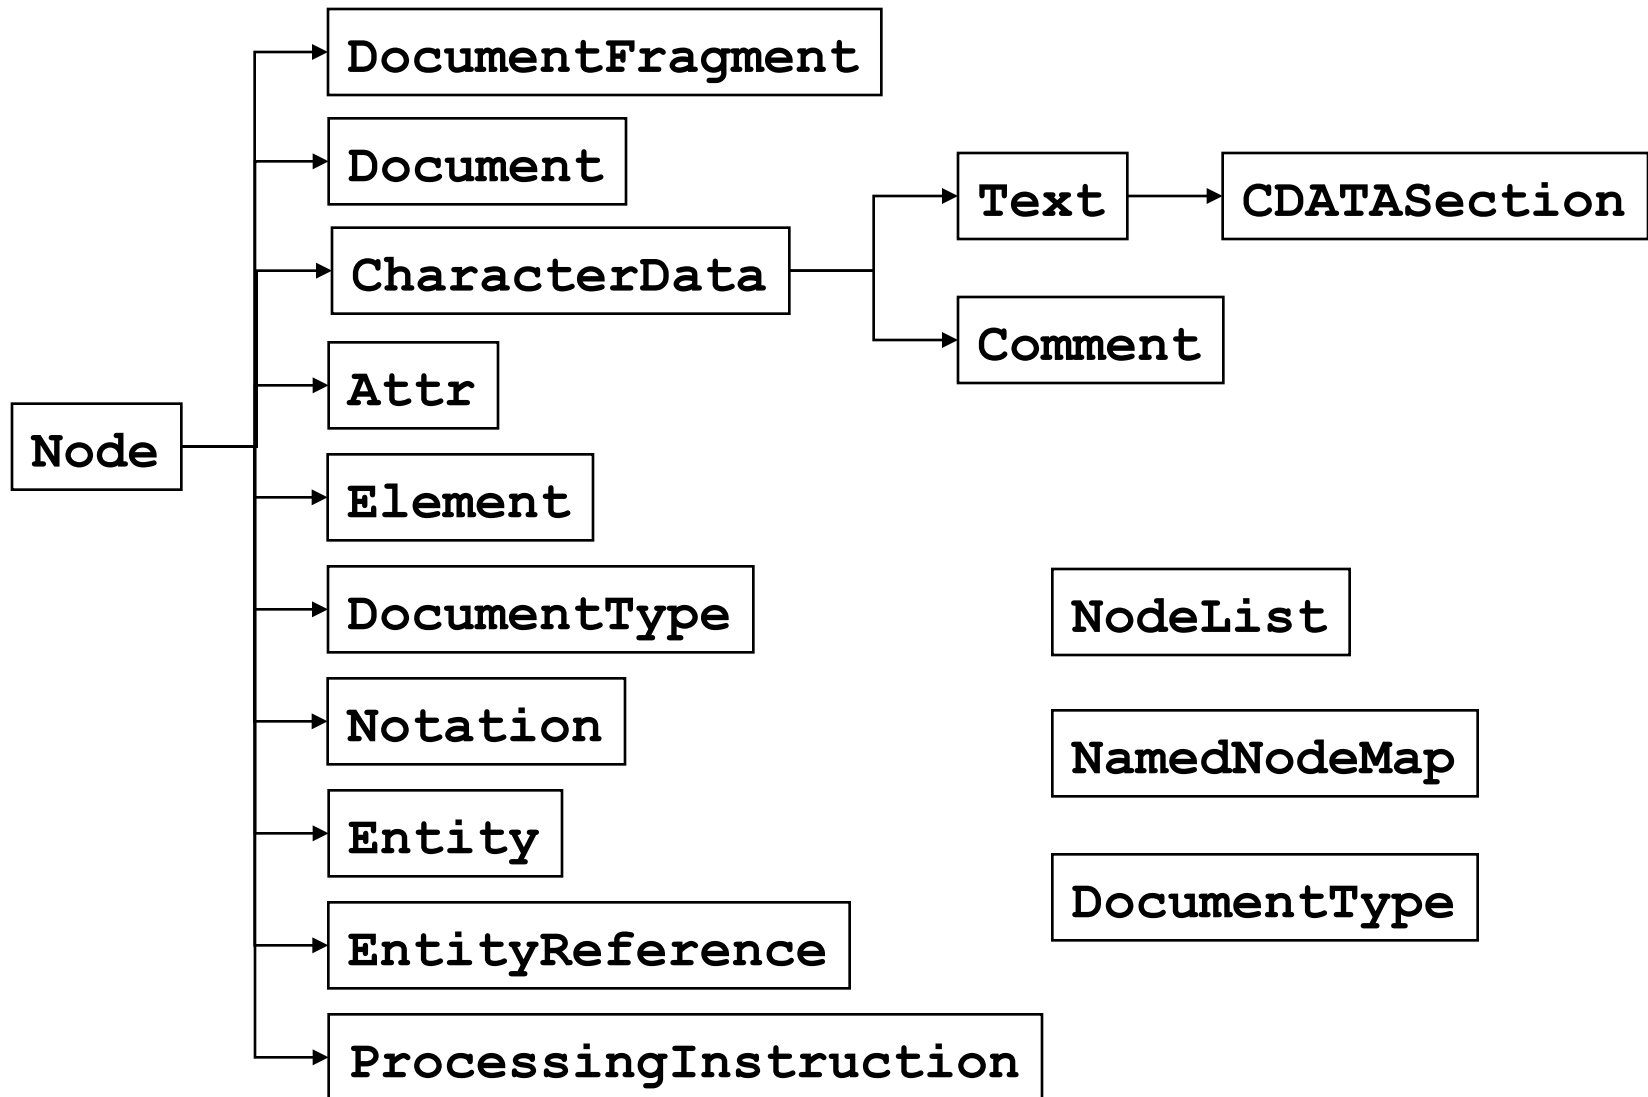 DocumentFragment
Document
CharacterData
Text
CDATASection
Comment
Attr
Node
Element
DocumentType
Notation
Entity
EntityReference
ProcessingInstruction
NodeList
NamedNodeMap
DocumentType